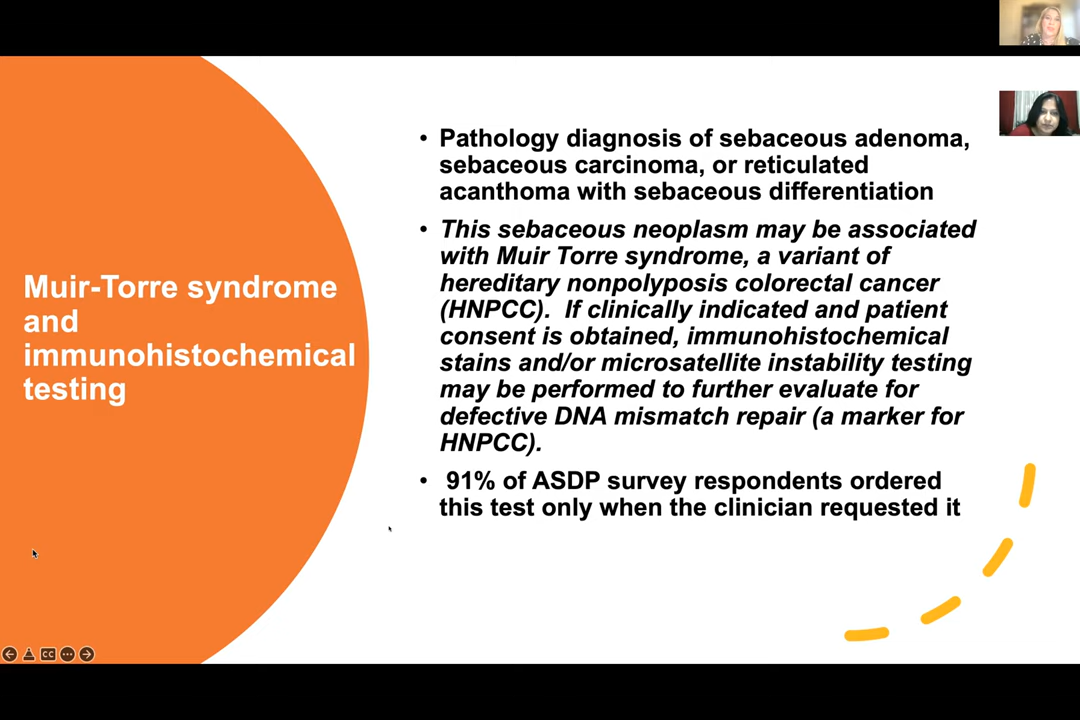 Muir-Torre syndrome
and
immunohistochemical
testing
• Pathology diagnosis of sebaceous adenoma,
sebaceous carcinoma, or reticulated
acanthoma with sebaceous differentiation
• This sebaceous neoplasm may be associated
with Muir Torre syndrome, a variant of
hereditary nonpolyposis colorectal cancer
(HNPCC).  If clinically indicated and patient
consent is obtained, immunohistochemical
stains and/or microsatellite instability testing
may be performed to further evaluate for
defective DNA mismatch repair (a marker for
HNPCC).
• 91% of ASDP survey respondents ordered
this test only when the clinician requested it
CC